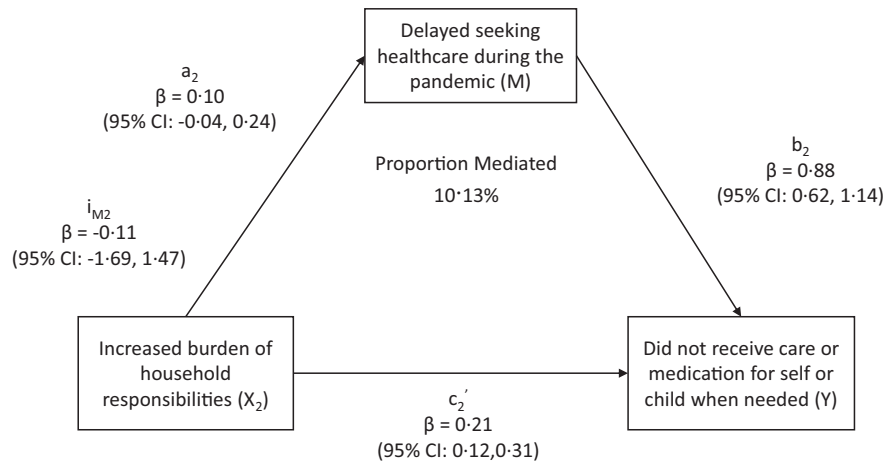 Delayed seeking
healthcare during the
pandemic (M)
a₂
β = 0·10
(95% CI: -0·04, 0·24)
b₂
β = 0·88
(95% CI: 0·62, 1·14)
Proportion Mediated
10·13%
i_M2
β = -0·11
(95% CI: -1·69, 1·47)
Increased burden of
household
responsibilities (X₂)
Did not receive care or
medication for self or
child when needed (Y)
c₂′
β = 0·21
(95% CI: 0·12,0·31)